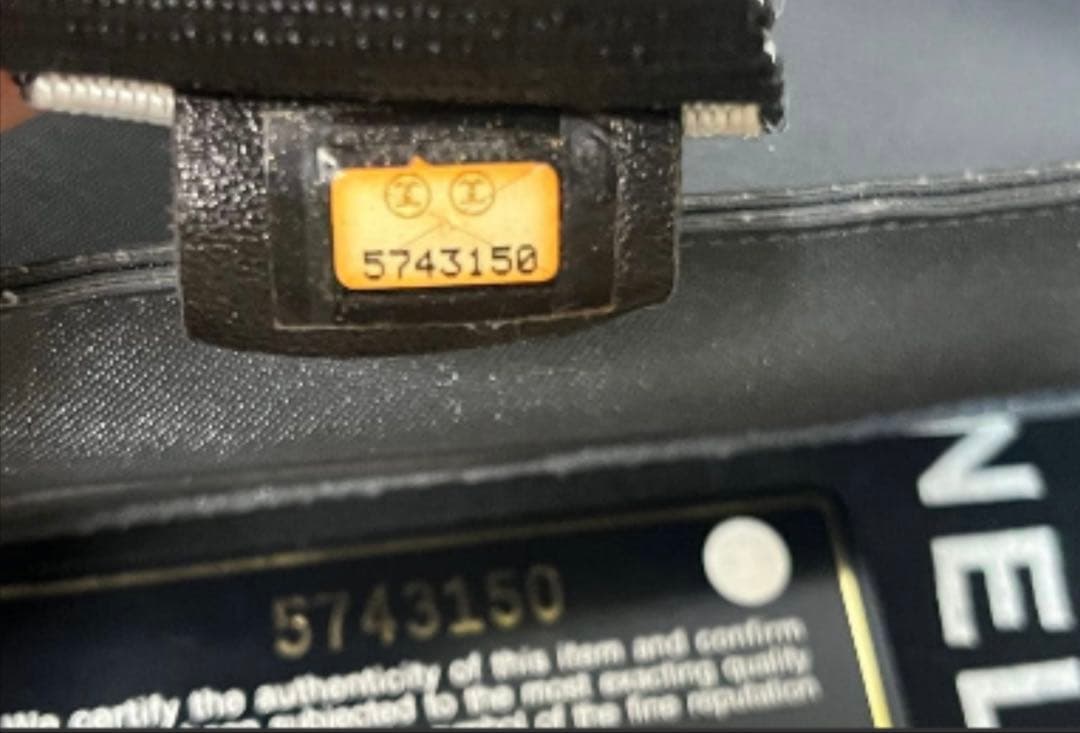 5743150
5743150
We certify the authenticity of this item and confirm
subjected to the most exacting quality
of the fine reputation
NEL